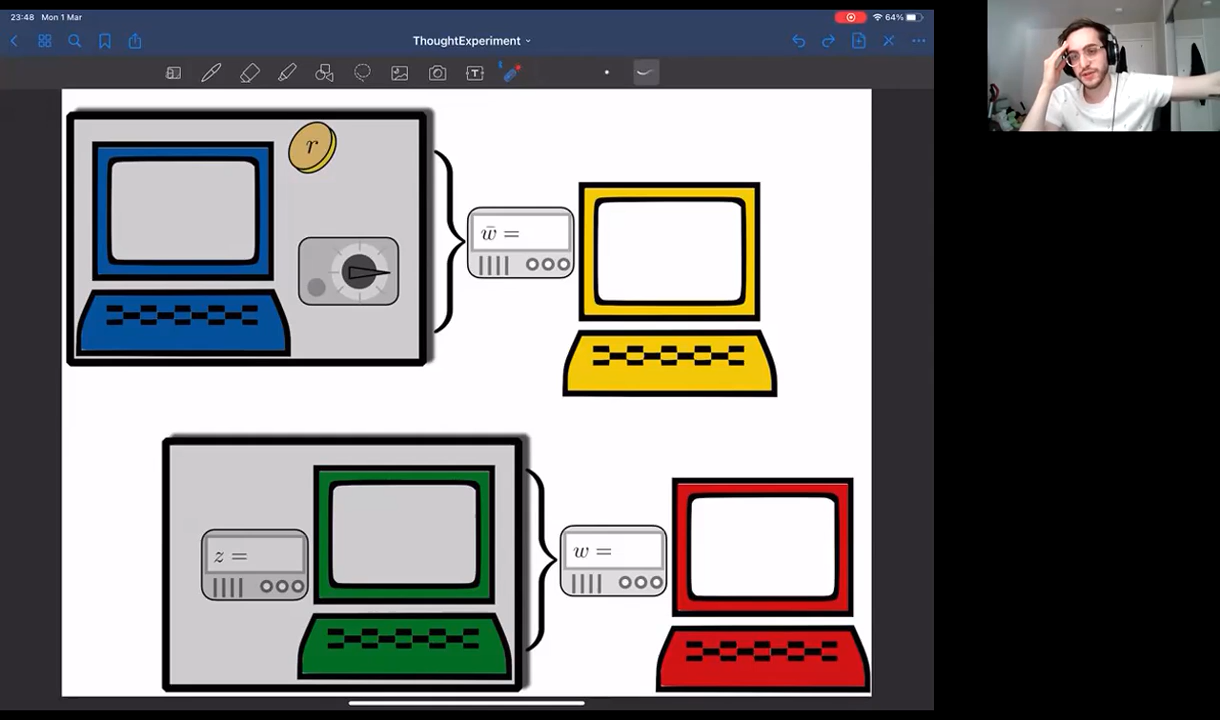 23:48 Mon 1 Mar
64%
ThoughtExperiment
T
r
w̄ =
z =
w =